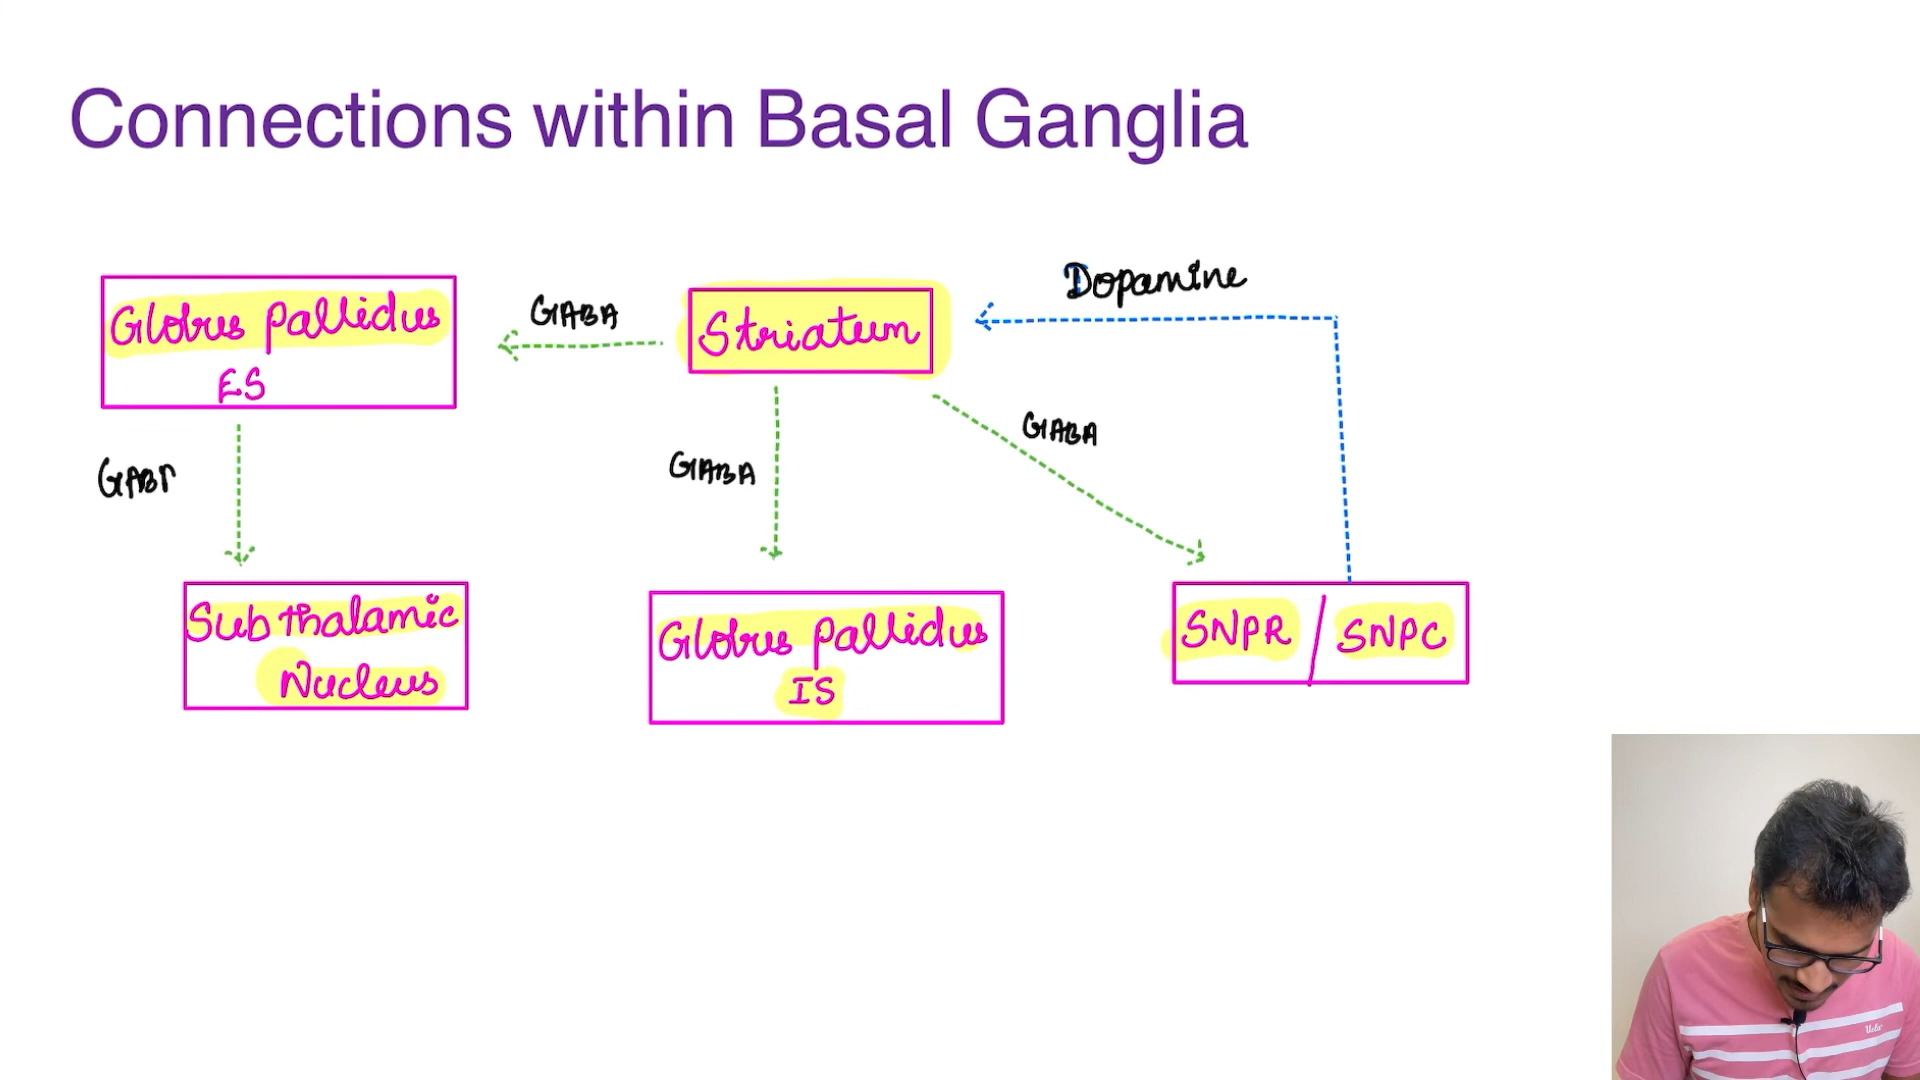 Connections within Basal Ganglia
Globus pallidus
ES
GABA
Striatum
Dopamine
GABA
GABA
GABA
Subthalamic
Nucleus
Globus pallidus
IS
SNPR / SNPC